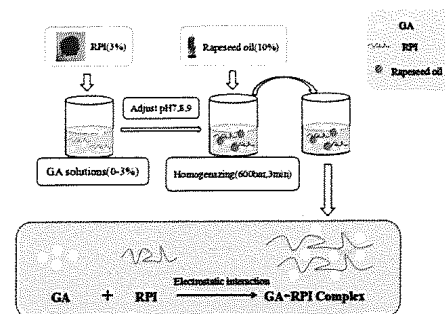 RPI(3%)
Rapeseed oil(10%)
GA
RPI
Rapeseed oil
Adjust pH7,8,9
GA solutions(0-3%)
Homogenazing(600bar,3min)
Electrostatic interaction
GA + RPI
GA-RPI Complex